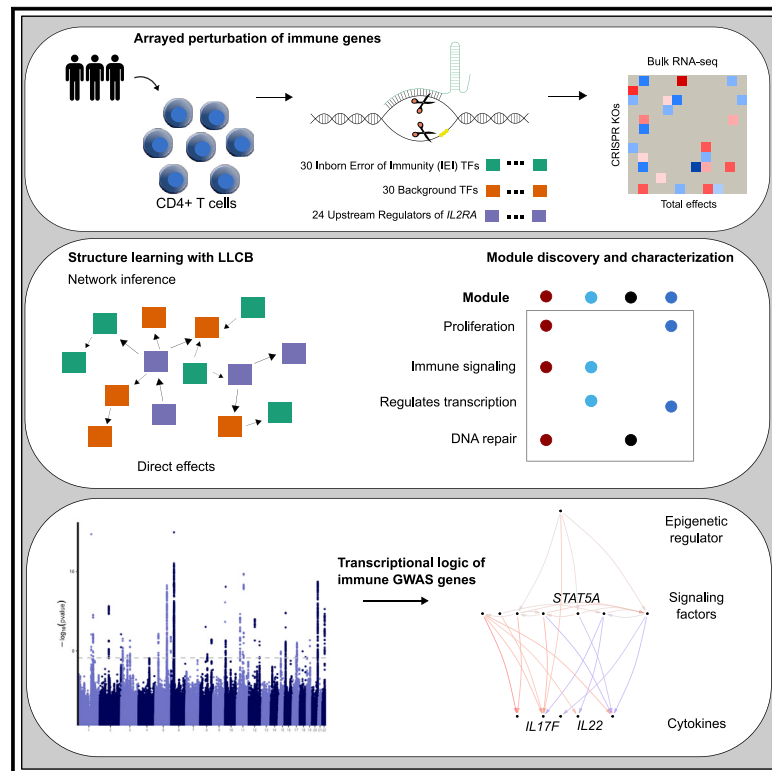 Arrayed perturbation of immune genes
Bulk RNA-seq
CRISPR KOs
CD4+ T cells
30 Inborn Error of Immunity (IEI) TFs
30 Background TFs
24 Upstream Regulators of IL2RA
Total effects
Structure learning with LLCB
Network inference
Direct effects
Module discovery and characterization
Module
Proliferation
Immune signaling
Regulates transcription
DNA repair
−log10(pvalue)
Transcriptional logic of
immune GWAS genes
Epigenetic
regulator
STAT5A
Signaling
factors
IL17F
IL22
Cytokines